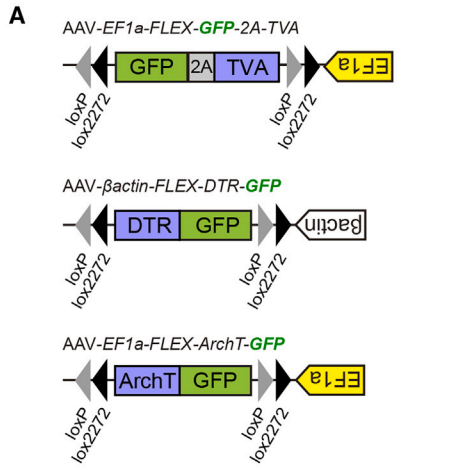 A
AAV-EF1a-FLEX-GFP-2A-TVA
GFP 2A TVA EF1a
loxP lox2272 loxP lox2272
AAV-βactin-FLEX-DTR-GFP
DTR GFP βactin
loxP lox2272 loxP lox2272
AAV-EF1a-FLEX-ArchT-GFP
ArchT GFP EF1a
loxP lox2272 loxP lox2272